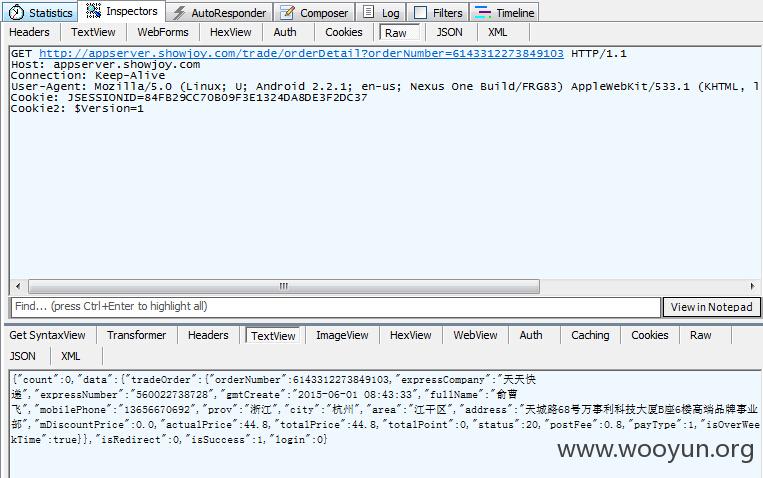 Statistics Inspectors AutoResponder Composer Log Filters Timeline
Headers TextView WebForms HexView Auth Cookies Raw JSON XML
GET http://appserver.showjoy.com/trade/orderDetail?orderNumber=6143312273849103 HTTP/1.1
Host: appserver.showjoy.com
Connection: Keep-Alive
User-Agent: Mozilla/5.0 (Linux; U; Android 2.2.1; en-us; Nexus One Build/FRG83) AppleWebKit/533.1 (KHTML, l
Cookie: JSESSIONID=84FB29CC70B09F3E1324DA8DE3F2DC37
Cookie2: $Version=1
Find... (press Ctrl+Enter to highlight all) View in Notepad
Get SyntaxView Transformer Headers TextView ImageView HexView WebView Auth Caching Cookies Raw
JSON XML
{"count":0,"data":{"tradeOrder":{"orderNumber":6143312273849103,"expressCompany":"天天快
递","expressNumber":"560022738728","gmtCreate":"2015-06-01 08:43:33","fullName":"俞曹
飞","mobilePhone":"13656670692","prov":"浙江","city":"杭州","area":"江干区","address":"天城路68号万事利科技大厦B座6楼高端品牌事业
部","mDiscountPrice":0.0,"actualPrice":44.8,"totalPrice":44.8,"totalPoint":0,"status":20,"postFee":0.8,"payType":1,"isOverWe
ekTime":true}},"isRedirect":0,"isSuccess":1,"login":0}
www.wooyun.org